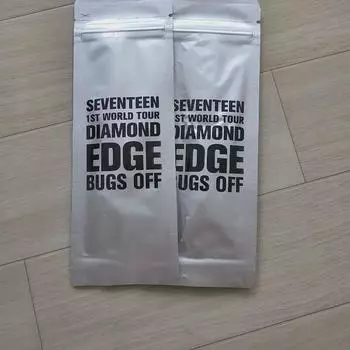 SEVENTEEN
1ST WORLD TOUR
DIAMOND
EDGE
BUGS OFF
SEVENTEEN
1ST WORLD TOUR
DIAMOND
EDGE
BUGS OFF